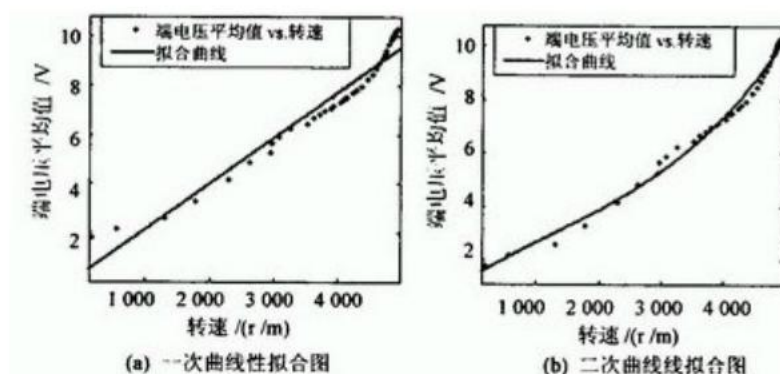 10
8
6
4
2
端电压平均值 /V
端电压平均值 vs.转速
拟合曲线
1 000
2 000
3 000
4 000
转速 /(r /m)
(a) 一次曲线性拟合图
10
8
6
4
2
端电压平均值 /V
端电压平均值 vs.转速
拟合曲线
1 000
2 000
3 000
4 000
转速 /(r /m)
(b) 二次曲线线拟合图